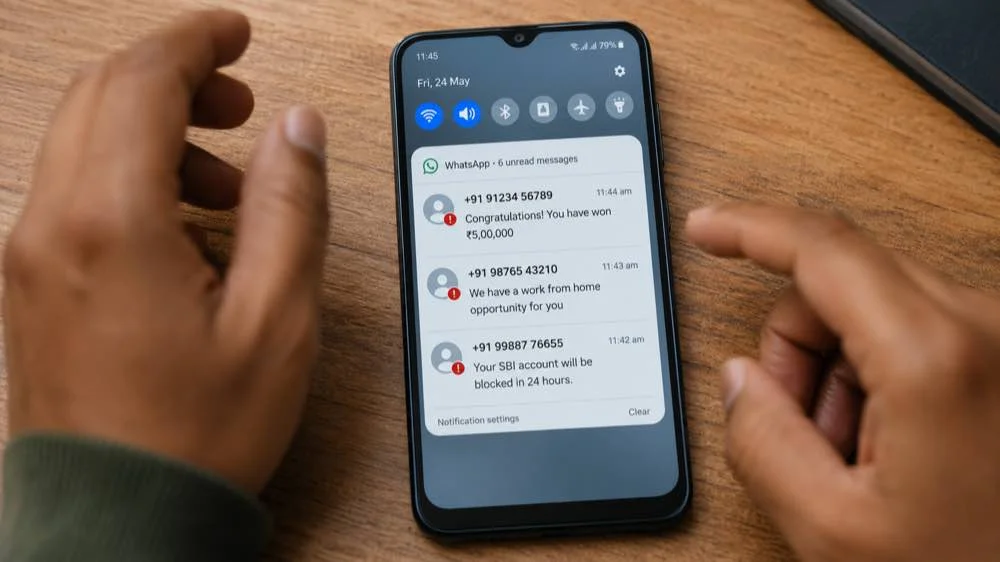 11:45
79%
Fri, 24 May
WhatsApp · 6 unread messages
+91 91234 56789
11:44 am
Congratulations! You have won
₹5,00,000
+91 98765 43210
11:43 am
We have a work from home
opportunity for you
+91 99887 76655
11:42 am
Your SBI account will be
blocked in 24 hours.
Notification settings
Clear